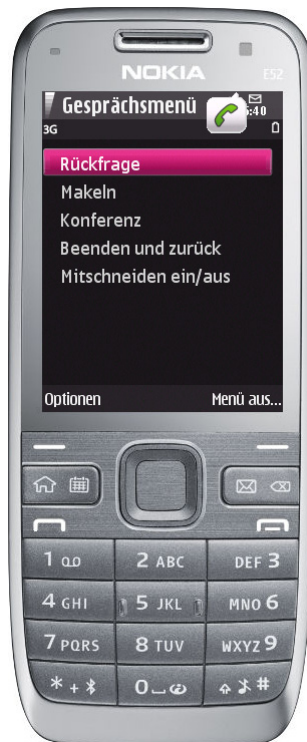 NOKIA
E52
Gesprächsmenü
:40
3G
Rückfrage
Makeln
Konferenz
Beenden und zurück
Mitschneiden ein/aus
Optionen
Menü aus...
1
2 ABC
DEF 3
4 GHI
5 JKL
MNO 6
7 PQRS
8 TUV
WXYZ 9
* +
0
#